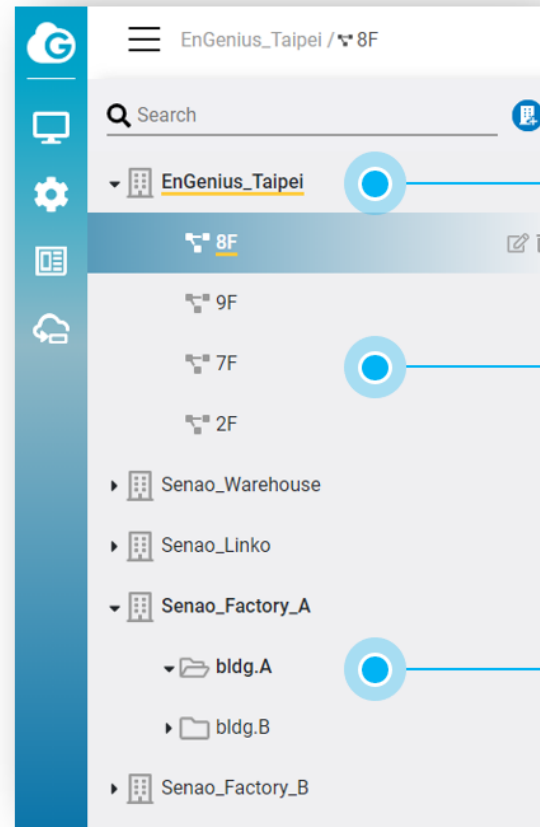 EnGenius_Taipei / 8F
Search
EnGenius_Taipei
8F
9F
7F
2F
Senao_Warehouse
Senao_Linko
Senao_Factory_A
bldg.A
bldg.B
Senao_Factory_B